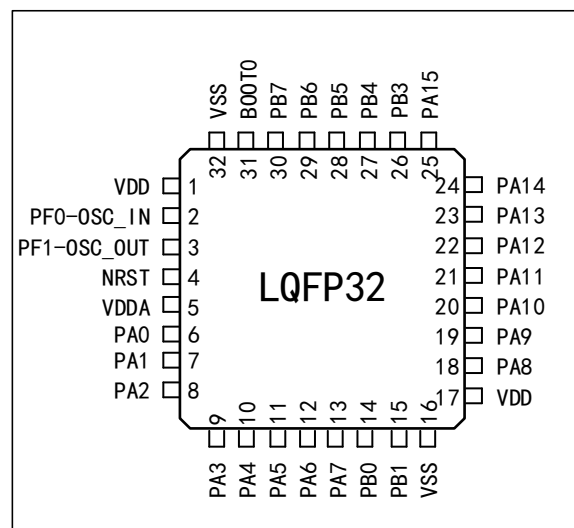 VSS
BOOT0
PB7
PB6
PB5
PB4
PB3
PA15
32
31
30
29
28
27
26
25
VDD 1
PF0-OSC_IN 2
PF1-OSC_OUT 3
NRST 4
VDDA 5
PA0 6
PA1 7
PA2 8
LQFP32
24 PA14
23 PA13
22 PA12
21 PA11
20 PA10
19 PA9
18 PA8
17 VDD
9
10
11
12
13
14
15
16
PA3
PA4
PA5
PA6
PA7
PB0
PB1
VSS